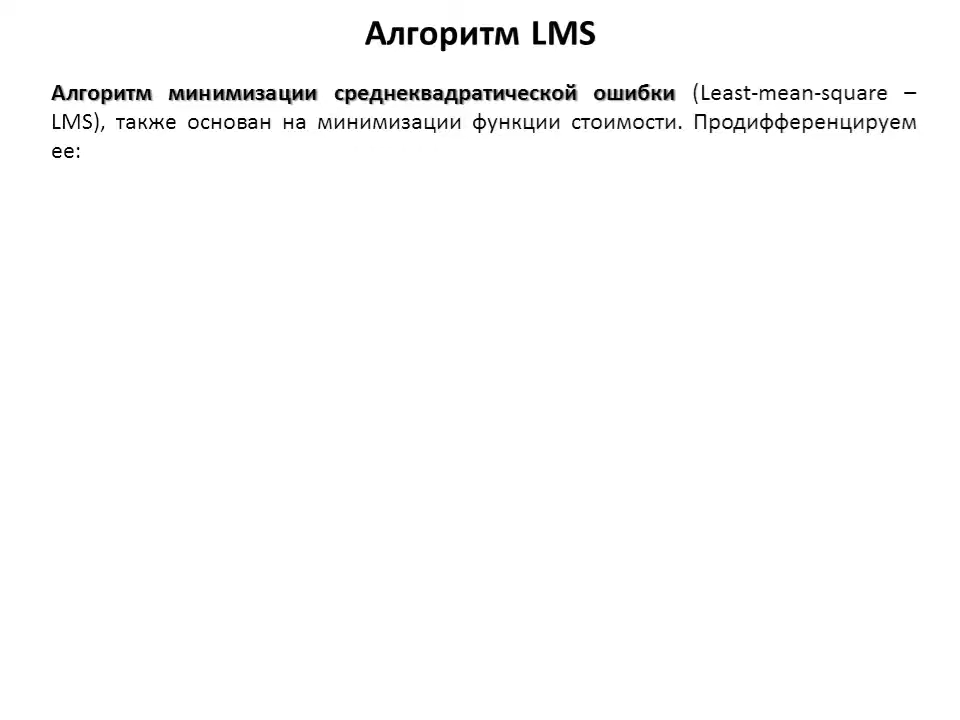 Алгоритм LMS
Алгоритм минимизации среднеквадратической ошибки (Least-mean-square –
LMS), также основан на минимизации функции стоимости. Продифференцируем
ее: